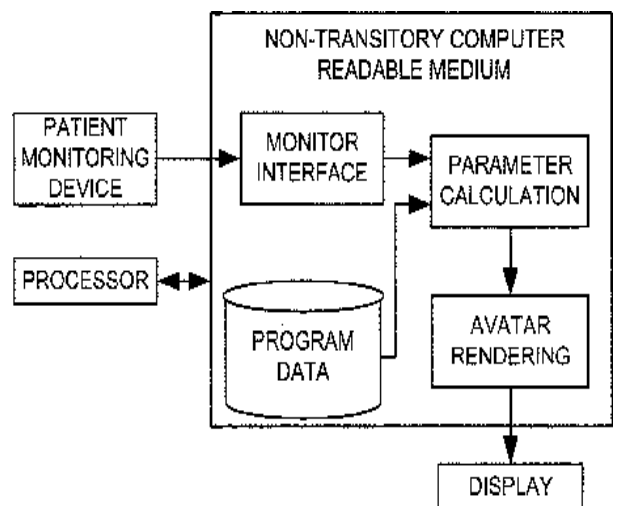 NON-TRANSITORY COMPUTER
READABLE MEDIUM
PATIENT
MONITORING
DEVICE
MONITOR
INTERFACE
PARAMETER
CALCULATION
PROCESSOR
PROGRAM
DATA
AVATAR
RENDERING
DISPLAY